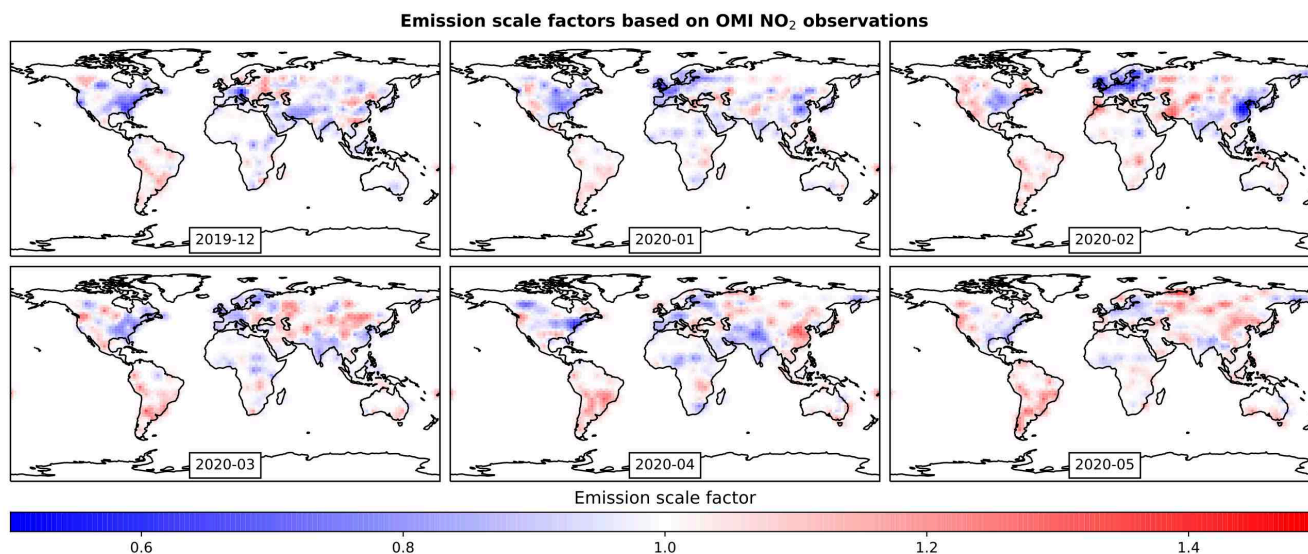 Emission scale factors based on OMI NO₂ observations
2019-12
2020-01
2020-02
2020-03
2020-04
2020-05
Emission scale factor
0.6 0.8 1.0 1.2 1.4